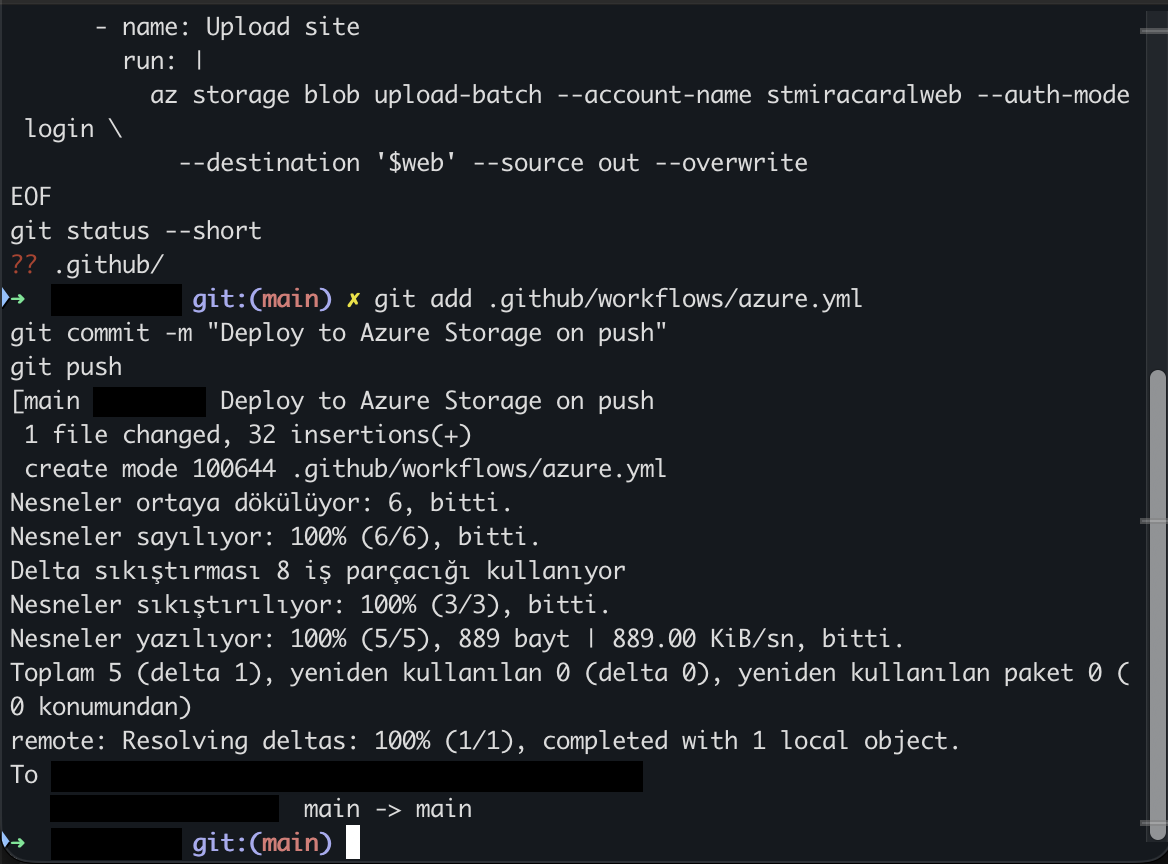 - name: Upload site
run: |
az storage blob upload-batch --account-name stmiracaralweb --auth-mode
login \
--destination '$web' --source out --overwrite
EOF
git status --short
?? .github/
➜ git:(main) ✗ git add .github/workflows/azure.yml
git commit -m "Deploy to Azure Storage on push"
git push
[main Deploy to Azure Storage on push
1 file changed, 32 insertions(+)
create mode 100644 .github/workflows/azure.yml
Nesneler ortaya dökülüyor: 6, bitti.
Nesneler sayılıyor: 100% (6/6), bitti.
Delta sıkıştırması 8 iş parçacığı kullanıyor
Nesneler sıkıştırılıyor: 100% (3/3), bitti.
Nesneler yazılıyor: 100% (5/5), 889 bayt | 889.00 KiB/sn, bitti.
Toplam 5 (delta 1), yeniden kullanılan 0 (delta 0), yeniden kullanılan paket 0 (
0 konumundan)
remote: Resolving deltas: 100% (1/1), completed with 1 local object.
To
main -> main
➜ git:(main)